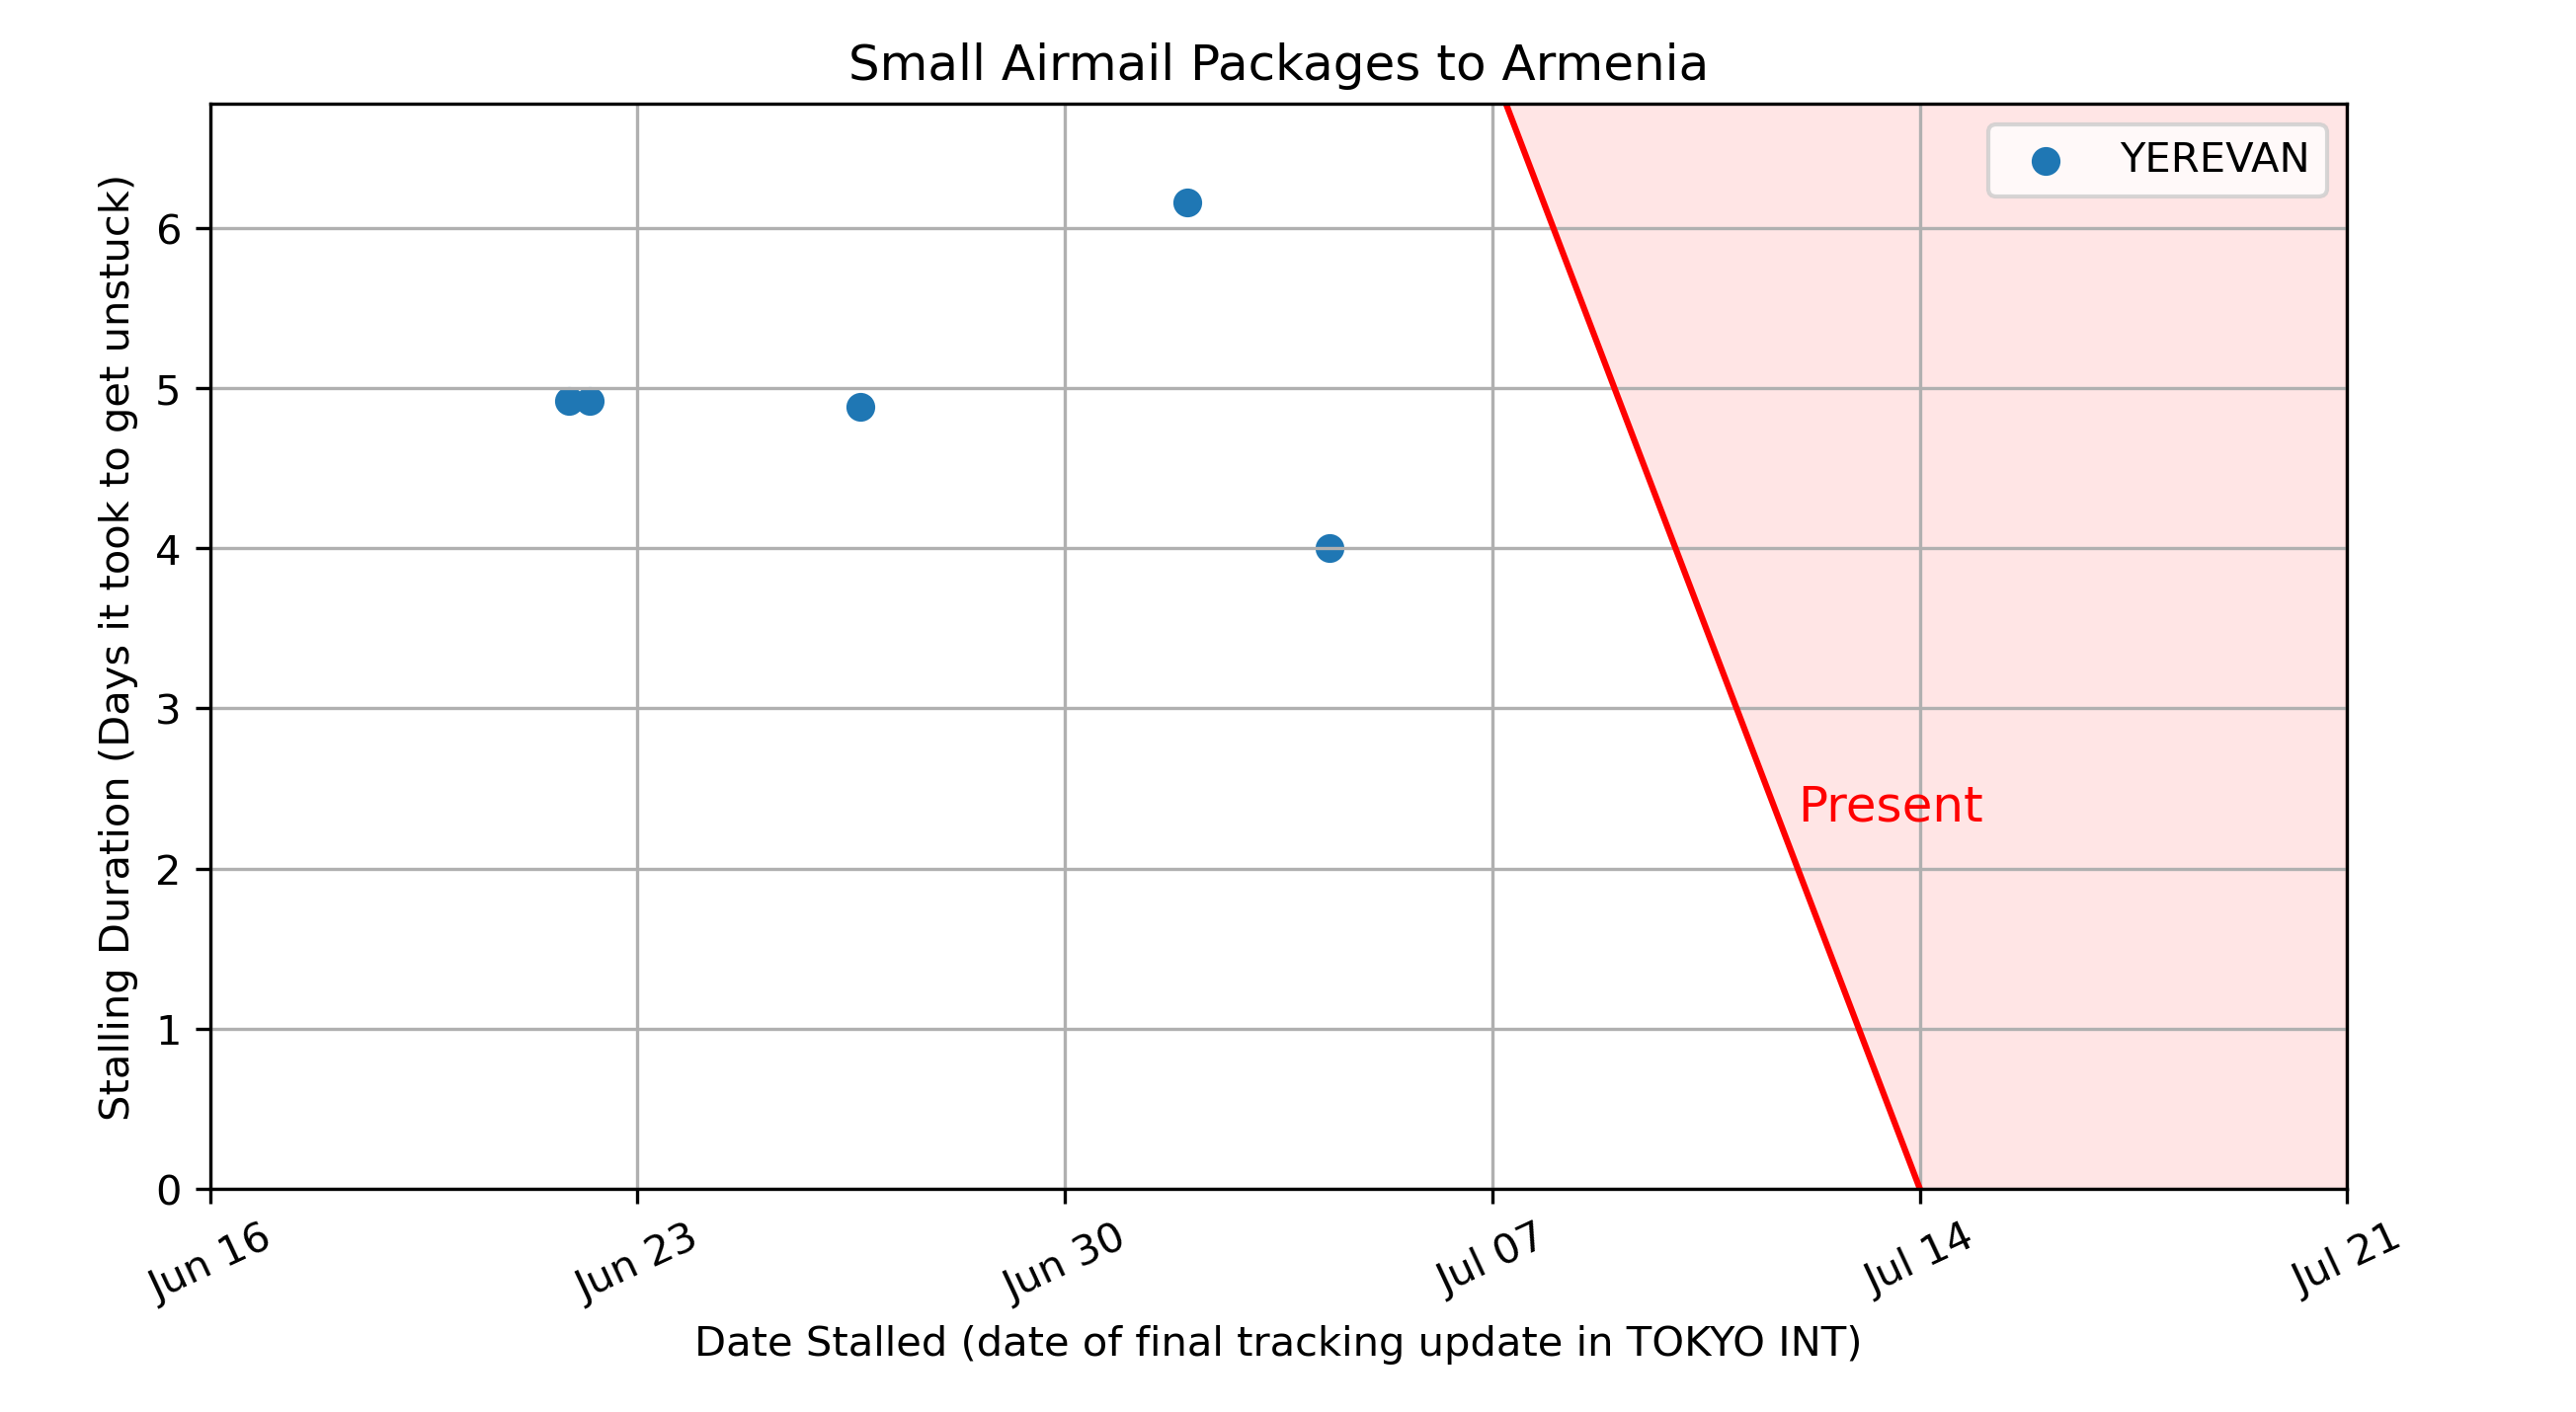 Small Airmail Packages to Armenia
YEREVAN
Stalling Duration (Days it took to get unstuck)
6
5
4
3
2
1
0
Present
Jun 16
Jun 23
Jun 30
Jul 07
Jul 14
Jul 21
Date Stalled (date of final tracking update in TOKYO INT)